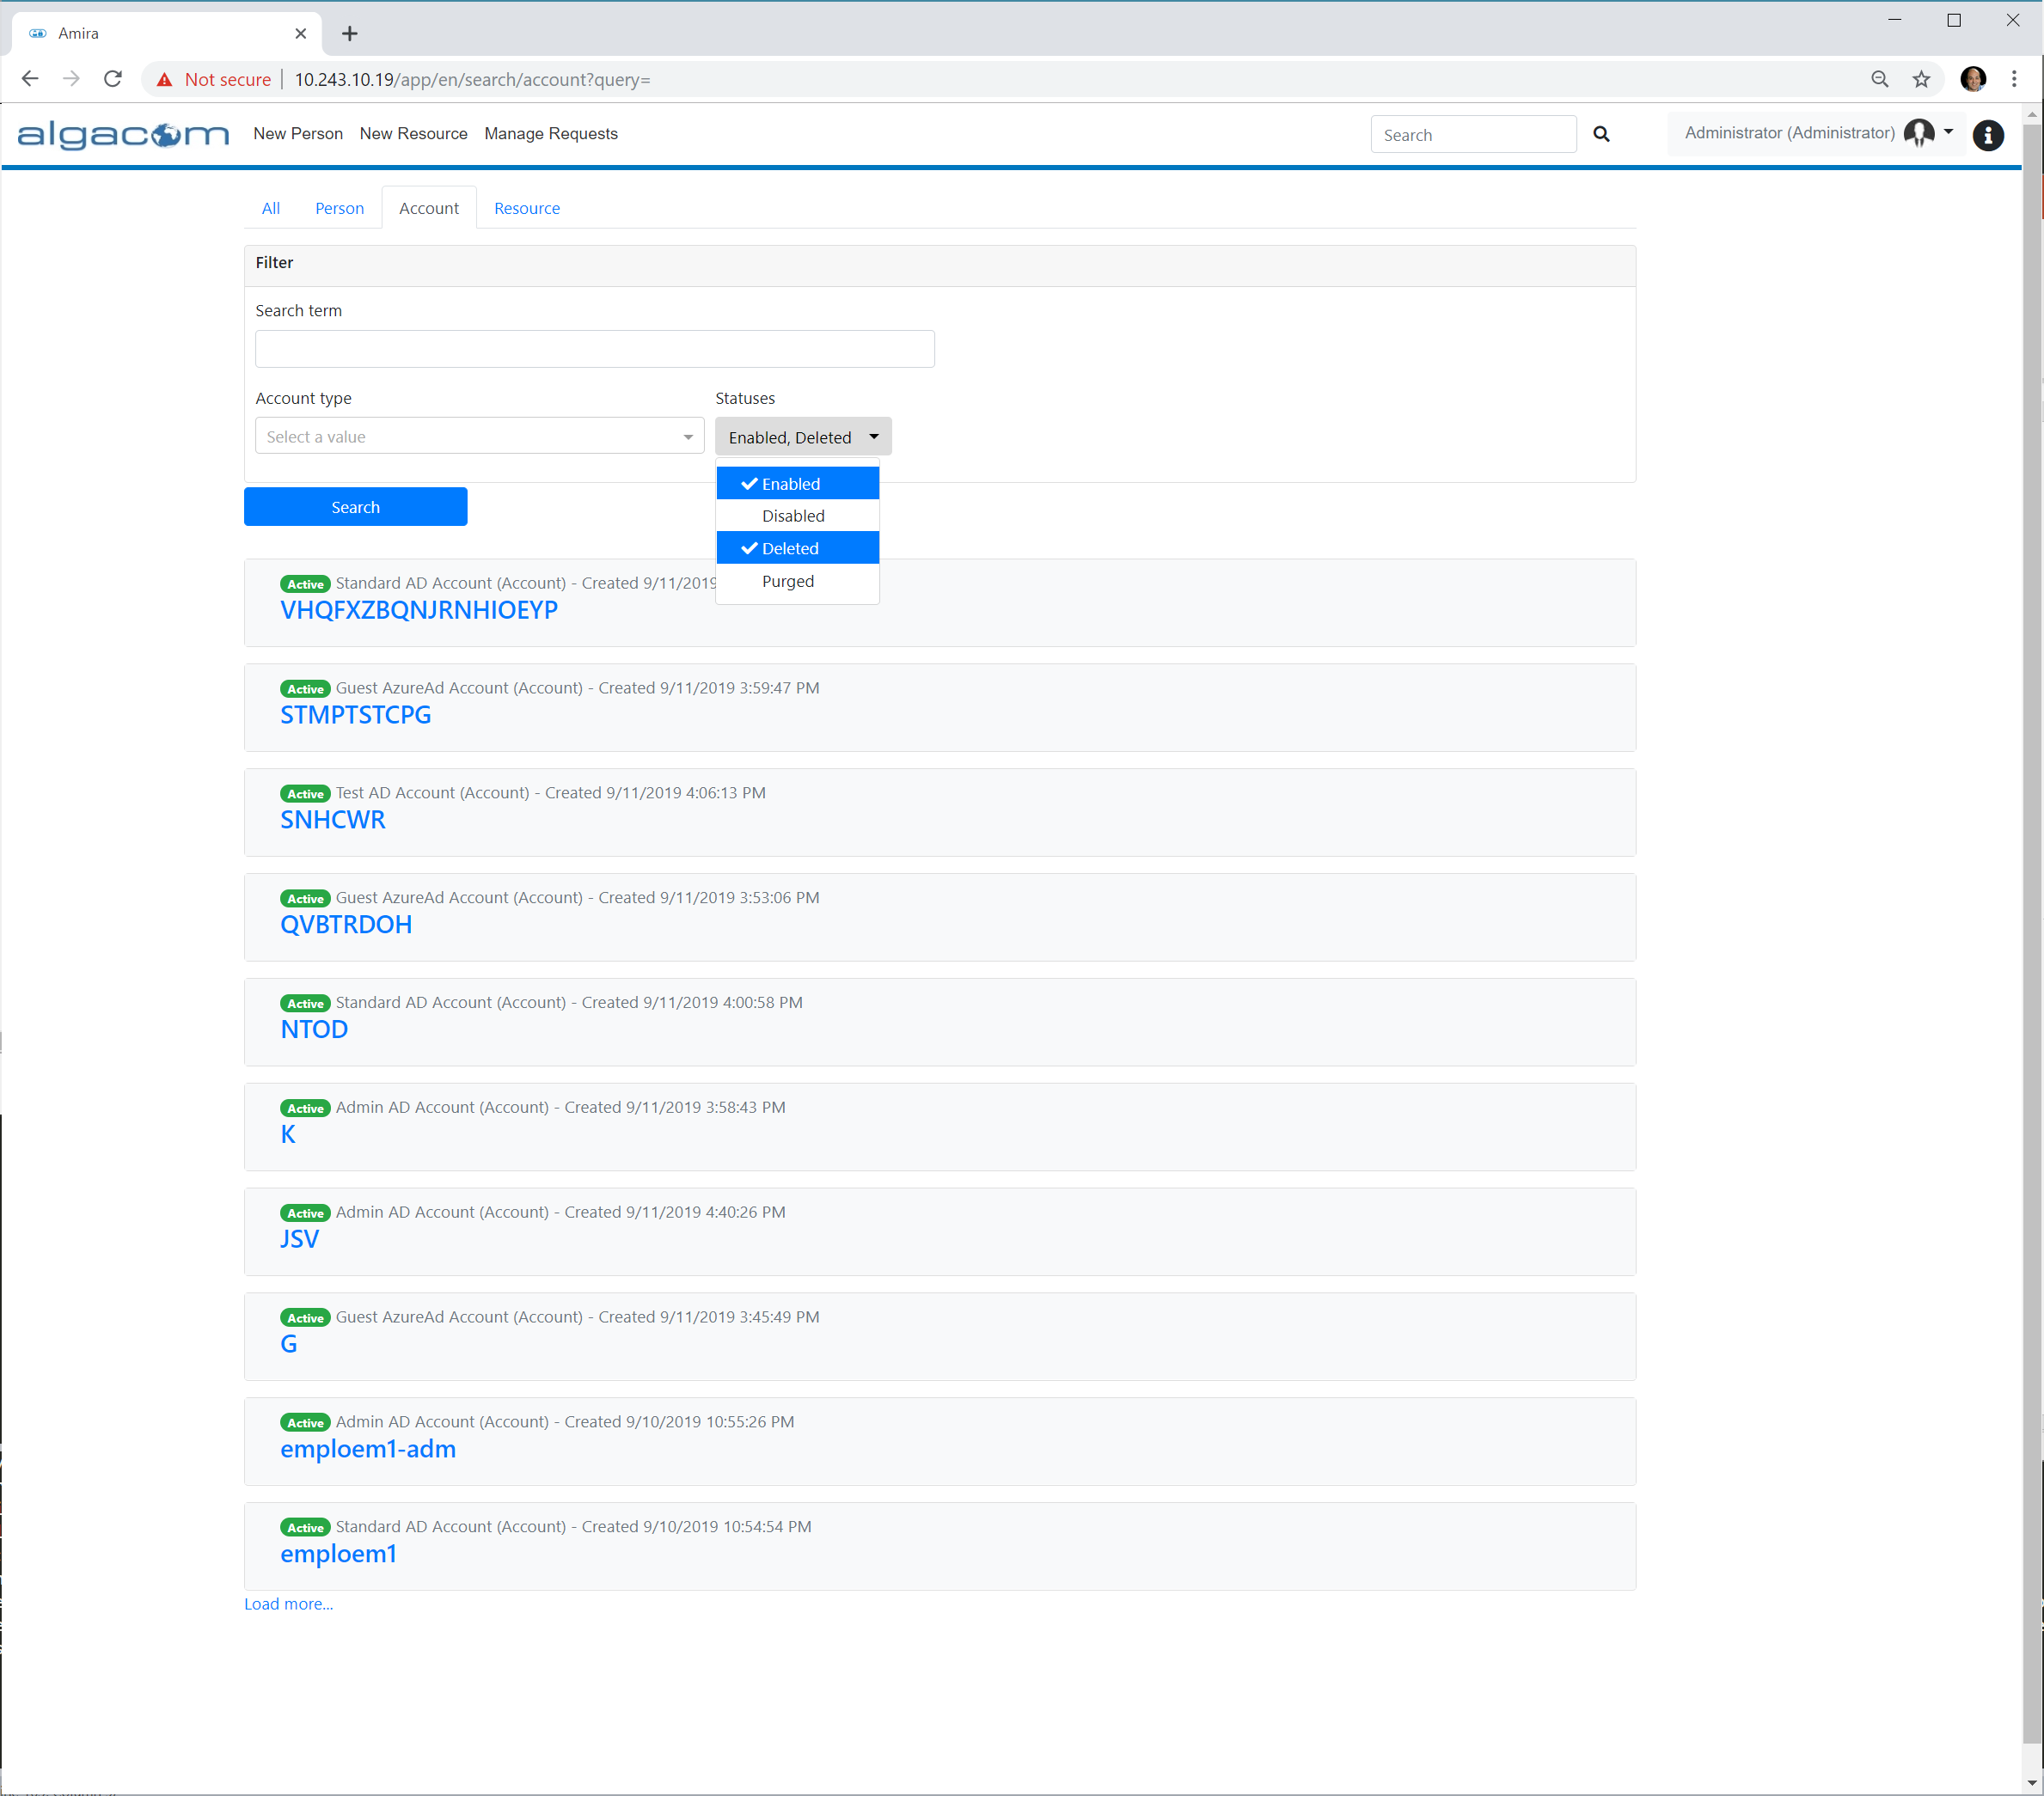 Amira
Not secure | 10.243.10.19/app/en/search/account?query=
algacom New Person New Resource Manage Requests Search Administrator (Administrator)
All Person Account Resource
Filter
Search term
Account type Statuses
Select a value Enabled, Deleted
Enabled
Search Disabled
Deleted
Purged
Active Standard AD Account (Account) - Created 9/11/2019
VHQFXZBQNJRNHIOEYP
Active Guest AzureAd Account (Account) - Created 9/11/2019 3:59:47 PM
STMPTSTCPG
Active Test AD Account (Account) - Created 9/11/2019 4:06:13 PM
SNHCWR
Active Guest AzureAd Account (Account) - Created 9/11/2019 3:53:06 PM
QVBTRDOH
Active Standard AD Account (Account) - Created 9/11/2019 4:00:58 PM
NTOD
Active Admin AD Account (Account) - Created 9/11/2019 3:58:43 PM
K
Active Admin AD Account (Account) - Created 9/11/2019 4:40:26 PM
JSV
Active Guest AzureAd Account (Account) - Created 9/11/2019 3:45:49 PM
G
Active Admin AD Account (Account) - Created 9/10/2019 10:55:26 PM
emploem1-adm
Active Standard AD Account (Account) - Created 9/10/2019 10:54:54 PM
emploem1
Load more...